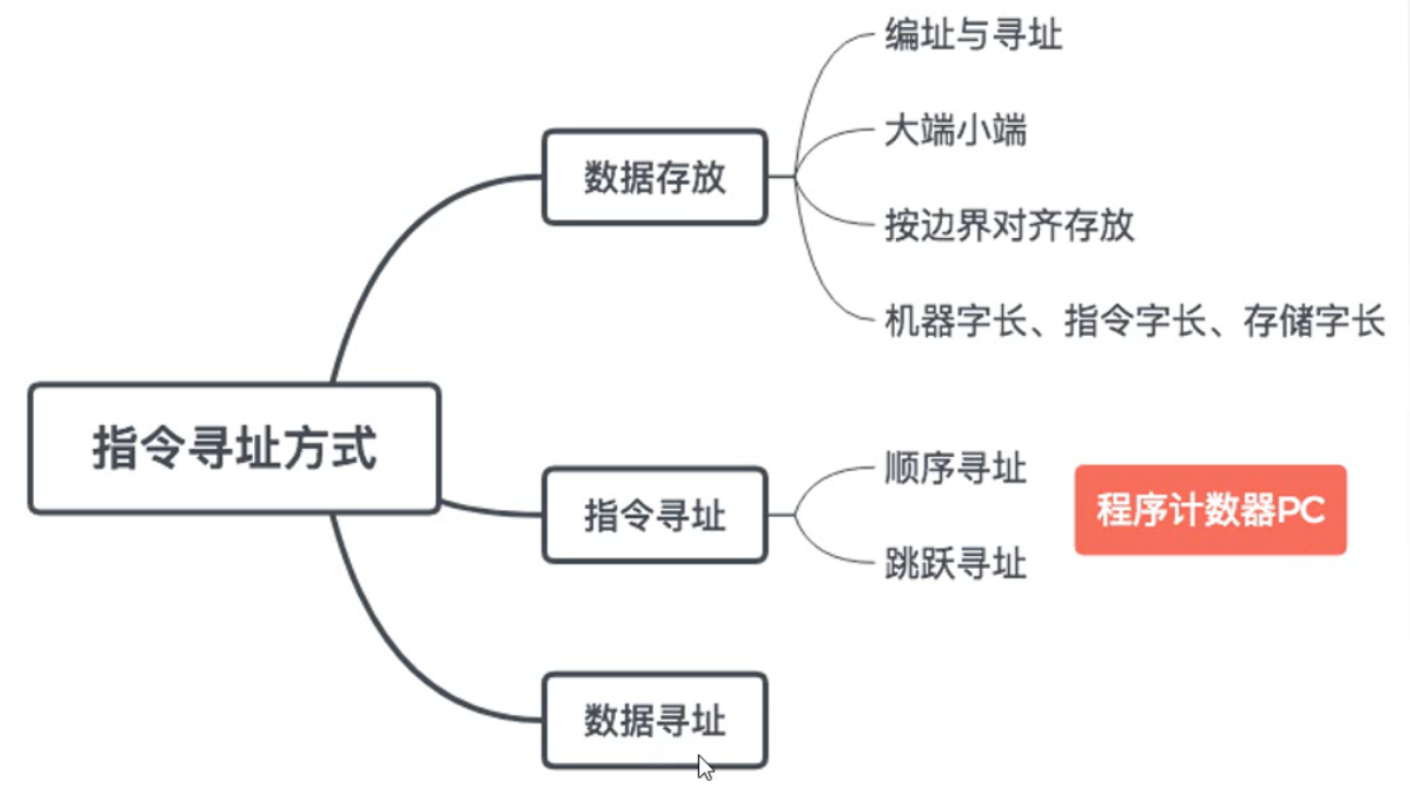 指令寻址方式
数据存放
编址与寻址
大端小端
按边界对齐存放
机器字长、指令字长、存储字长
指令寻址
顺序寻址
跳跃寻址
程序计数器PC
数据寻址